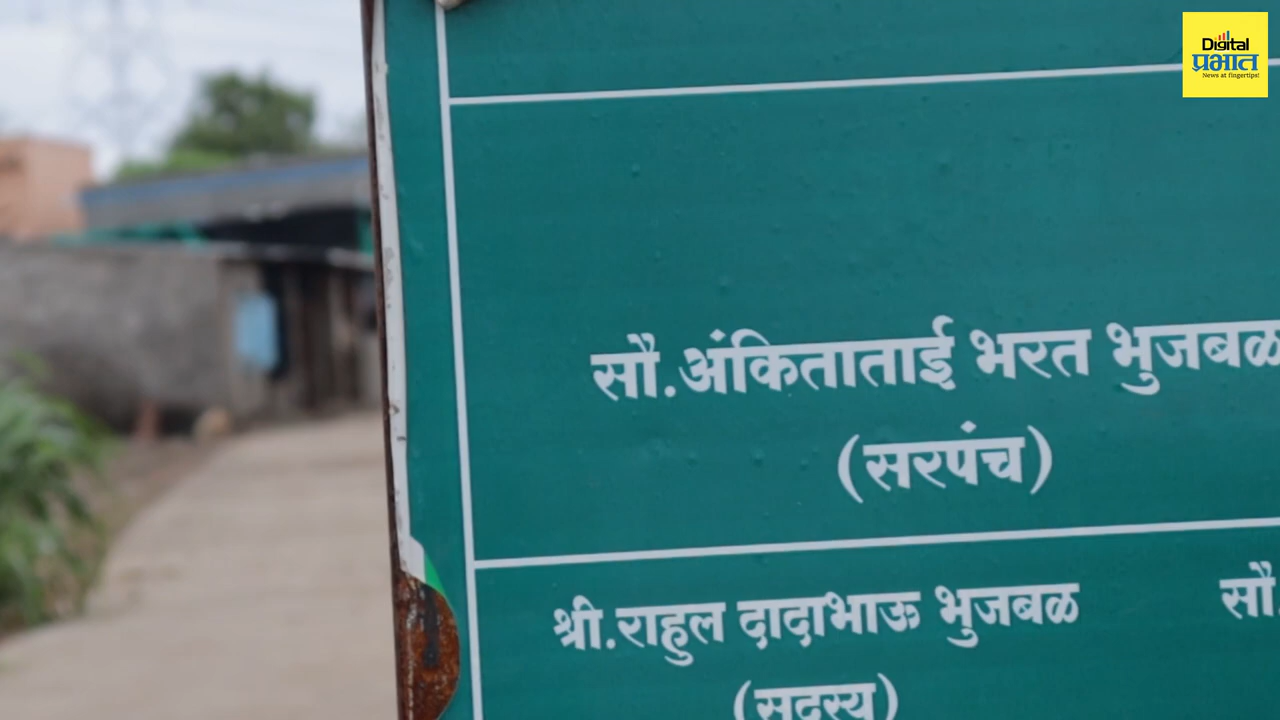 Digital
प्रभात
News at fingertips!
सौ.अंकिताताई भरत भुजबळ
(सरपंच)
श्री.राहुल दादाभाऊ भुजबळ सौ.
(सदस्य)